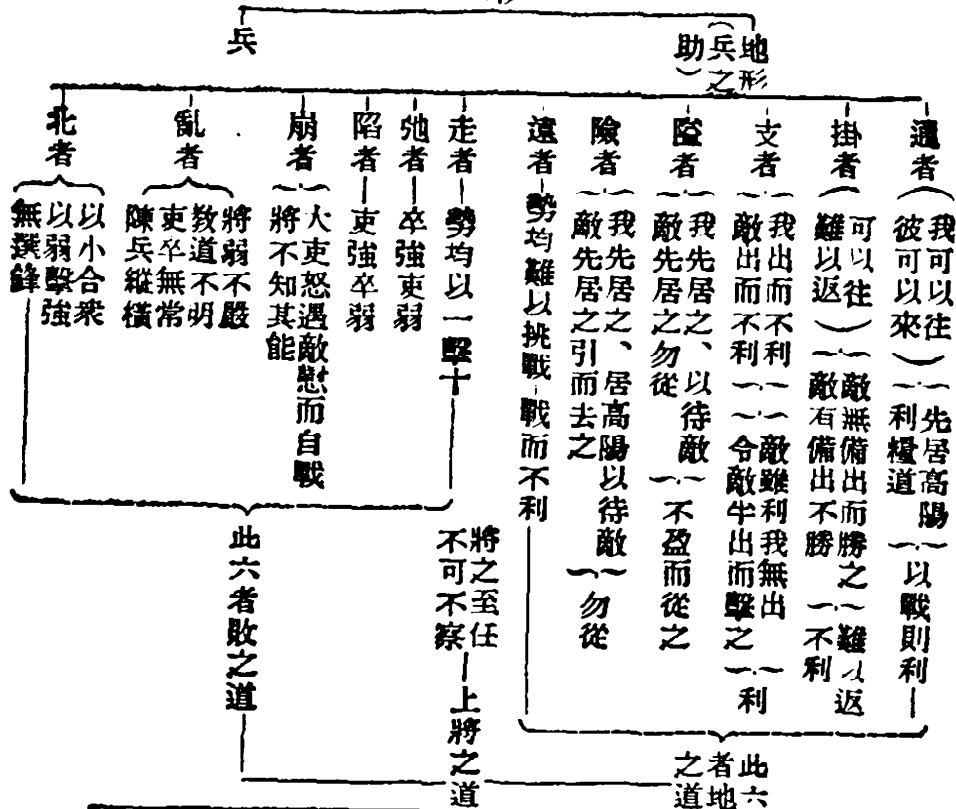 地形
(兵之
助)
兵
通者
我可以往
彼可以來
先居高陽
利糧道
以戰則利
掛者
可以往
難以返
敵無備出而勝之
敵有備出不勝
難以返
不利
支者
我出而不利
敵出而不利
敵雖利我無出
令敵半出而擊之
利
隘者
我先居之、以待敵
敵先居之勿從
不盈而從之
險者
我先居之、居高陽以待敵
敵先居之引而去之
勿從
遠者
勢均難以挑戰
戰而不利
走者
勢均以一擊十
弛者
卒強吏弱
陷者
吏強卒弱
崩者
大吏怒遇敵懟而自戰
將不知其能
亂者
將弱不嚴
教道不明
吏卒無常
陳兵縱橫
北者
以小合衆
以弱擊強
無選鋒
此六
者地
之道
將之至任
不可不察
上將之道
此六者敗之道